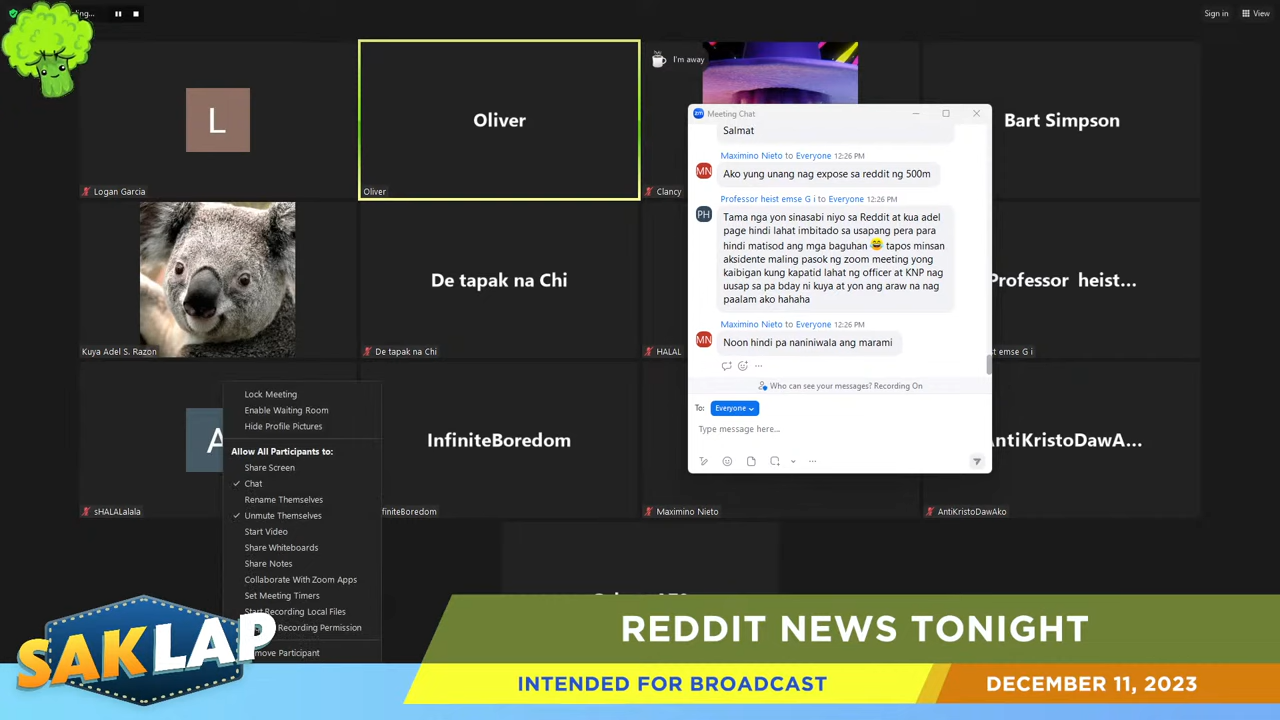 Sign in
View
I'm away
L
Logan Garcia
Oliver
Oliver
Clancy
Bart Simpson
Kuya Adel S. Razon
De tapak na Chi
De tapak na Chi
HALAL
Professor heist...
Meeting Chat
Salmat
Maximino Nieto to Everyone 12:26 PM
MN
Ako yung unang nag expose sa reddit ng 500m
Professor heist emse G i to Everyone 12:26 PM
PH
Tama nga yon sinasabi niyo sa Reddit at kua adel
page hindi lahat imbitado sa usapang pera para
hindi matisod ang mga baguhan 😂 tapos minsan
aksidente maling pasok ng zoom meeting yong
kaibigan kung kapatid lahat ng officer at KNP nag
uusap sa pa bday ni kuya at yon ang araw na nag
paalam ako hahaha
Maximino Nieto to Everyone 12:26 PM
MN
Noon hindi pa naniniwala ang marami
Who can see your messages? Recording On
To: Everyone
Type message here...
A
sHALALalala
InfiniteBoredom
Maximino Nieto
AntiKristoDawA...
AntiKristoDawAko
Lock Meeting
Enable Waiting Room
Hide Profile Pictures
Allow All Participants to:
Share Screen
Chat
Rename Themselves
Unmute Themselves
Start Video
Share Whiteboards
Share Notes
Collaborate With Zoom Apps
Set Meeting Timers
Start Recording Local Files
Recording Permission
Participant
SAKLAP
REDDIT NEWS TONIGHT
INTENDED FOR BROADCAST
DECEMBER 11, 2023